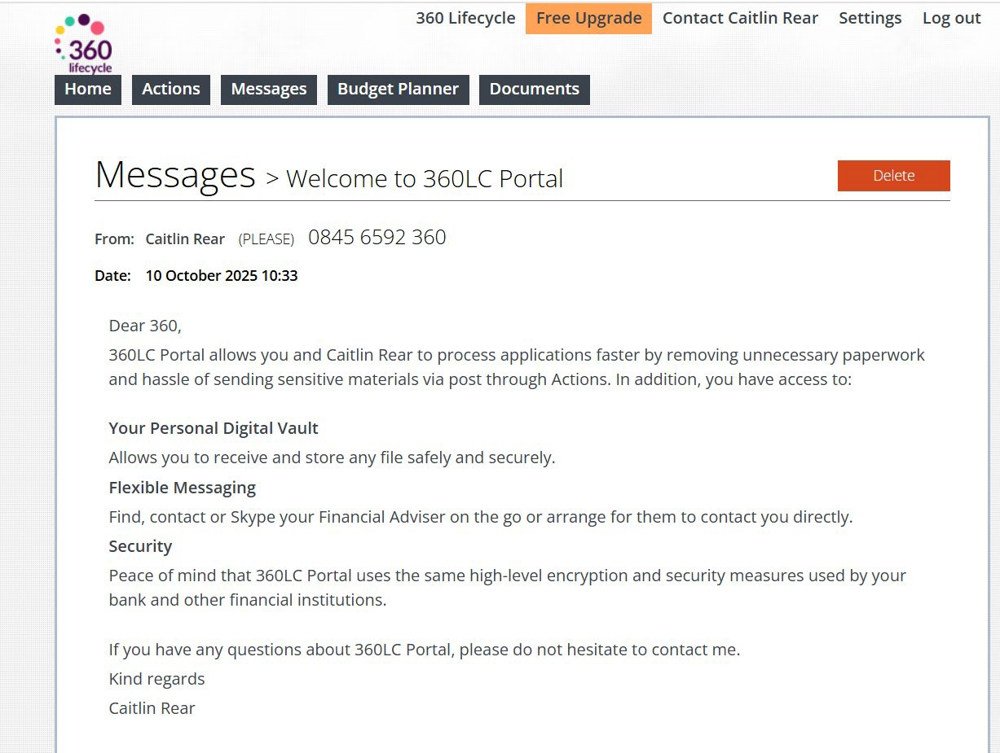 360 Lifecycle Free Upgrade Contact Caitlin Rear Settings Log out
360
lifecycle
Home Actions Messages Budget Planner Documents
Messages > Welcome to 360LC Portal Delete
From: Caitlin Rear (PLEASE) 0845 6592 360
Date: 10 October 2025 10:33
Dear 360,
360LC Portal allows you and Caitlin Rear to process applications faster by removing unnecessary paperwork
and hassle of sending sensitive materials via post through Actions. In addition, you have access to:
Your Personal Digital Vault
Allows you to receive and store any file safely and securely.
Flexible Messaging
Find, contact or Skype your Financial Adviser on the go or arrange for them to contact you directly.
Security
Peace of mind that 360LC Portal uses the same high-level encryption and security measures used by your
bank and other financial institutions.
If you have any questions about 360LC Portal, please do not hesitate to contact me.
Kind regards
Caitlin Rear